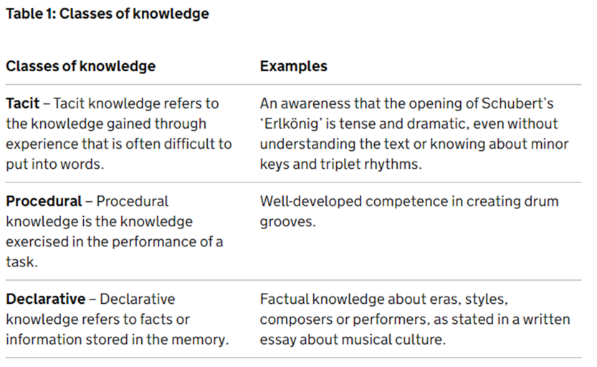 Table 1: Classes of knowledge
Classes of knowledge
Examples
Tacit – Tacit knowledge refers to
the knowledge gained through
experience that is often difficult to
put into words.
An awareness that the opening of Schubert’s
‘Erlkönig’ is tense and dramatic, even without
understanding the text or knowing about minor
keys and triplet rhythms.
Procedural – Procedural
knowledge is the knowledge
exercised in the performance of a
task.
Well-developed competence in creating drum
grooves.
Declarative – Declarative
knowledge refers to facts or
information stored in the memory.
Factual knowledge about eras, styles,
composers or performers, as stated in a written
essay about musical culture.